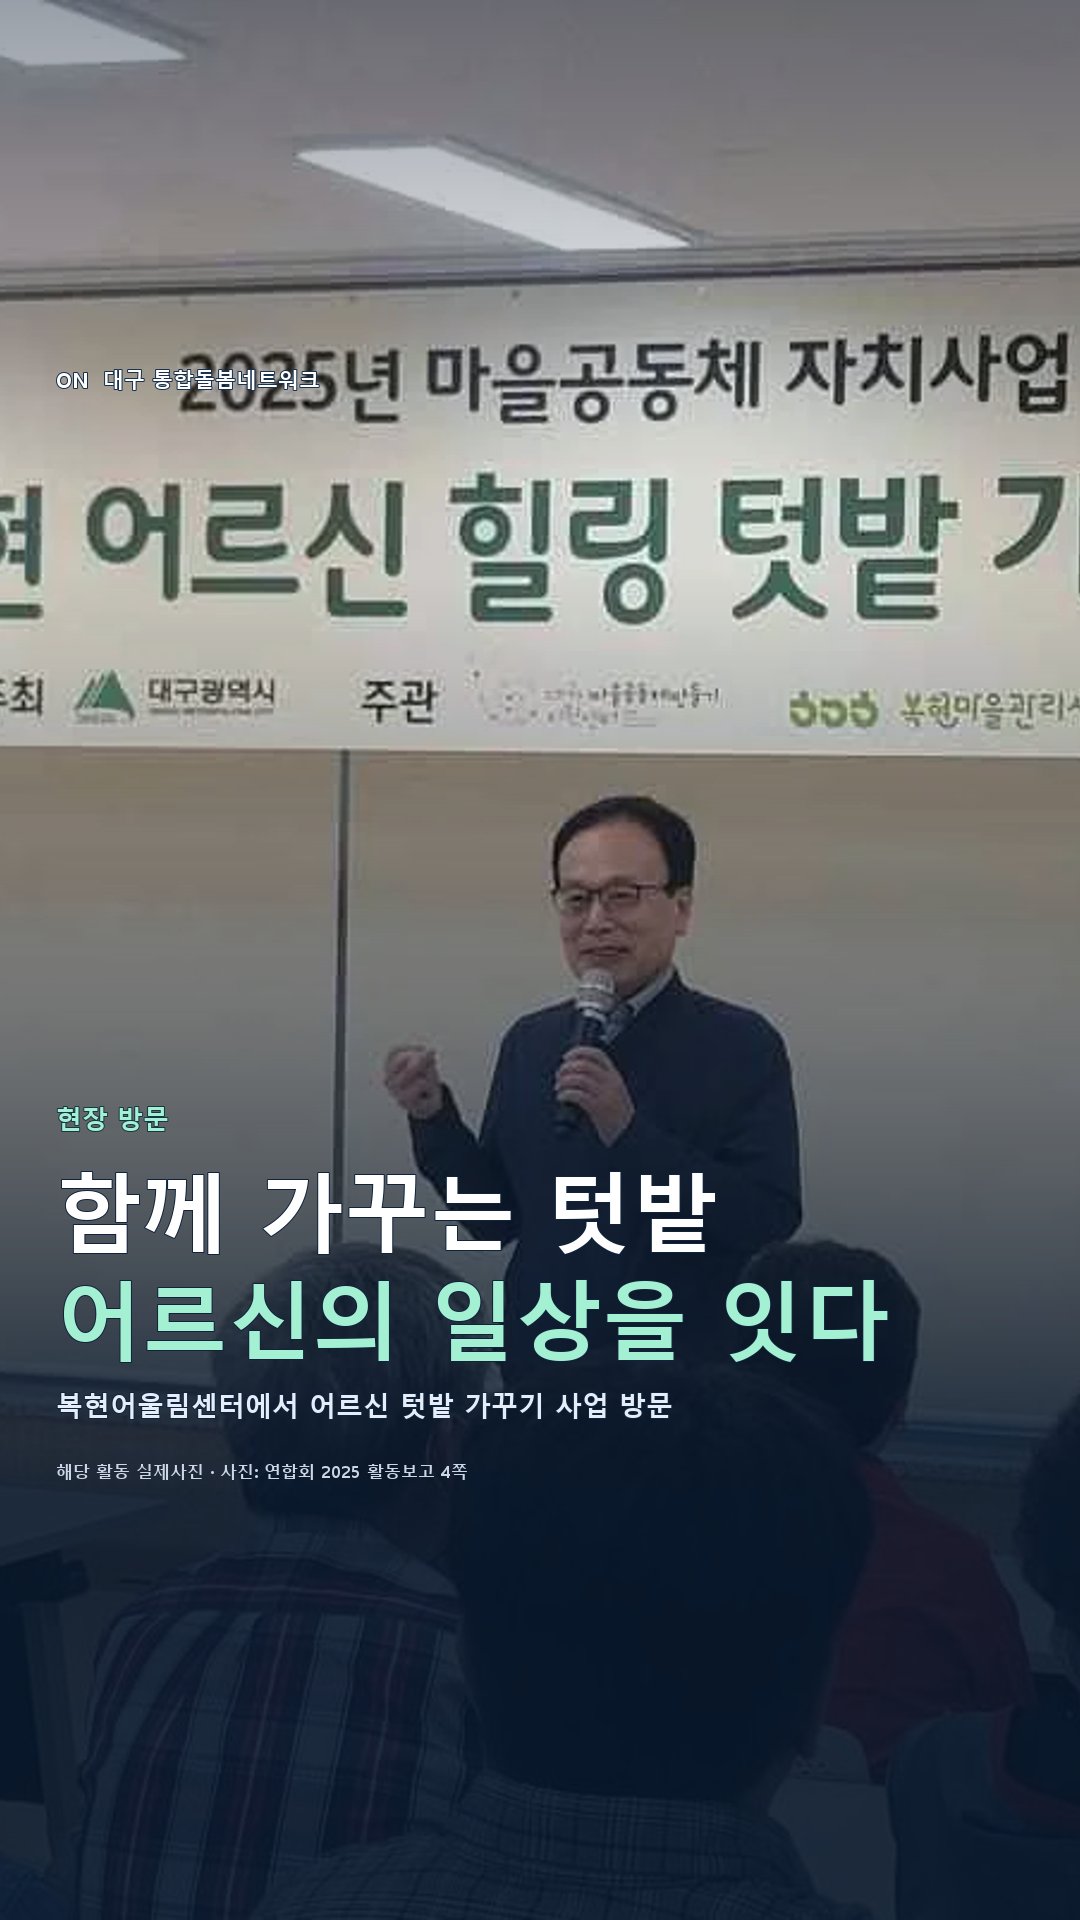 2025년 마을공동체 자치사업
ON 대구 통합돌봄네트워크
현 어르신 힐링 텃밭 가
주최 대구광역시 주관 복현마을관리사
현장 방문
함께 가꾸는 텃밭
어르신의 일상을 잇다
복현어울림센터에서 어르신 텃밭 가꾸기 사업 방문
해당 활동 실제사진 · 사진: 연합회 2025 활동보고 4쪽